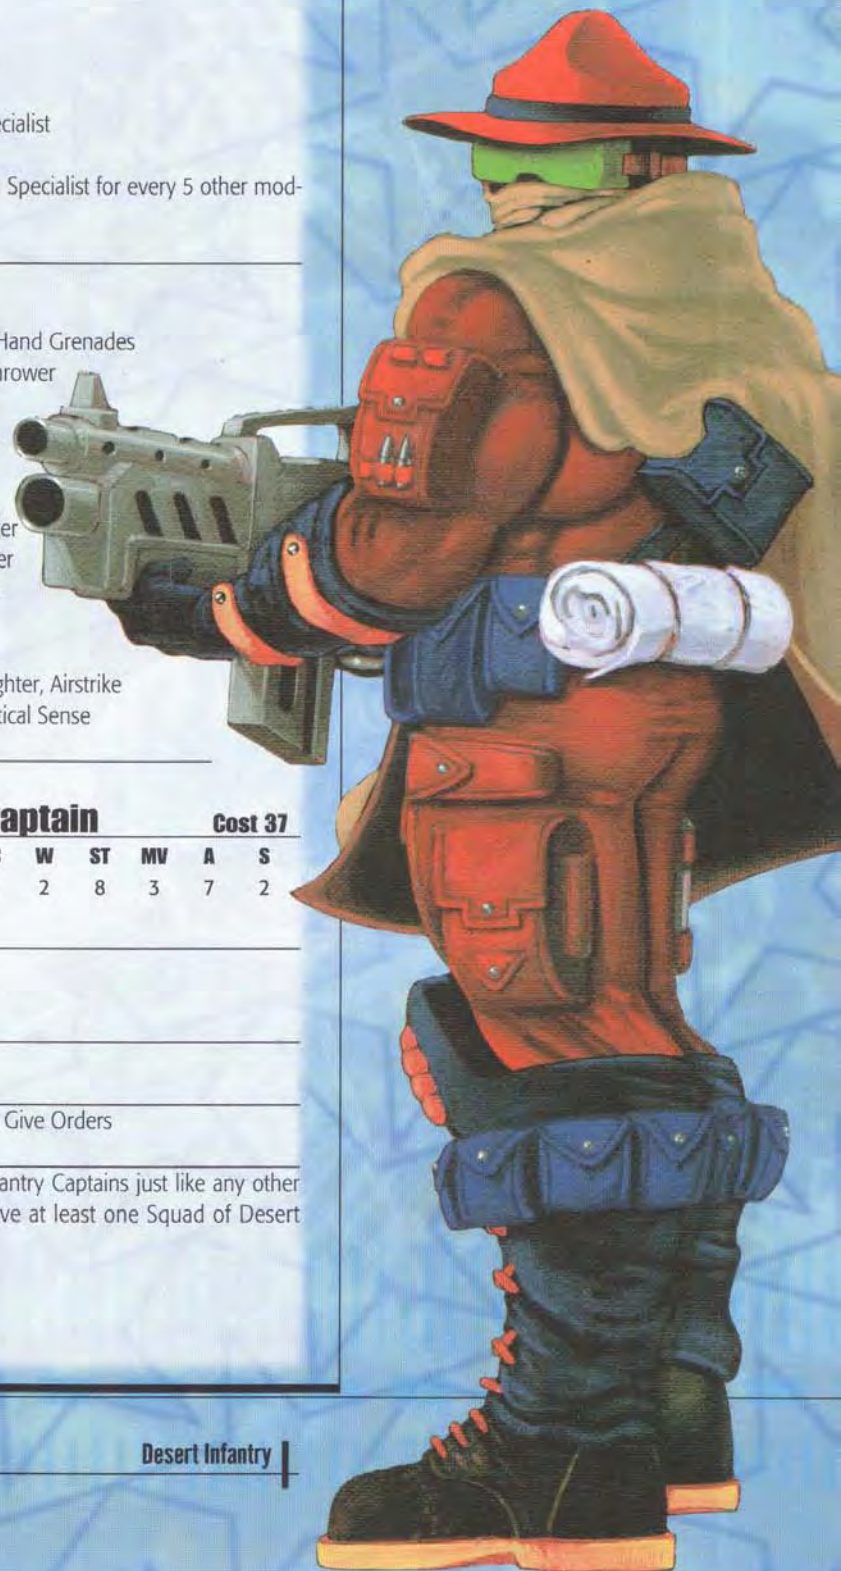 cialist
Specialist for every 5 other mod-
Hand Grenades
rower
er
er
ghter, Airstrike
tical Sense
aptain Cost 37
W ST MV A S
2 8 3 7 2
Give Orders
antry Captains just like any other
ve at least one Squad of Desert
Desert Infantry